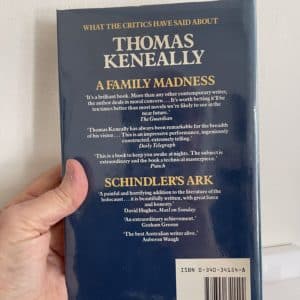 WHAT THE CRITICS HAVE SAID ABOUT
THOMAS
KENEALLY
A FAMILY MADNESS
'It's a brilliant book. More than any other contemporary writer,
the author deals in moral concern. . . It's worth betting it'll be
ten times better than most novels we're likely to see in the
near future.'
The Guardian
'Thomas Keneally has always been remarkable for the breadth
of his vision. . . This is an impressive performance, ingeniously
constructed, extremely telling.'
Daily Telegraph
'This is a book to keep you awake at nights. The subject is
extraordinary and the book a technical masterpiece.'
Punch
SCHINDLER'S ARK
'A painful and horrifying addition to the literature of the
holocaust . . . it is beautifully written, with great force
and honesty.'
David Hughes, Mail on Sunday
'An extraordinary achievement.'
Graham Greene
'The best Australian writer alive.'
Auberon Waugh
ISBN 0-340-34154-8